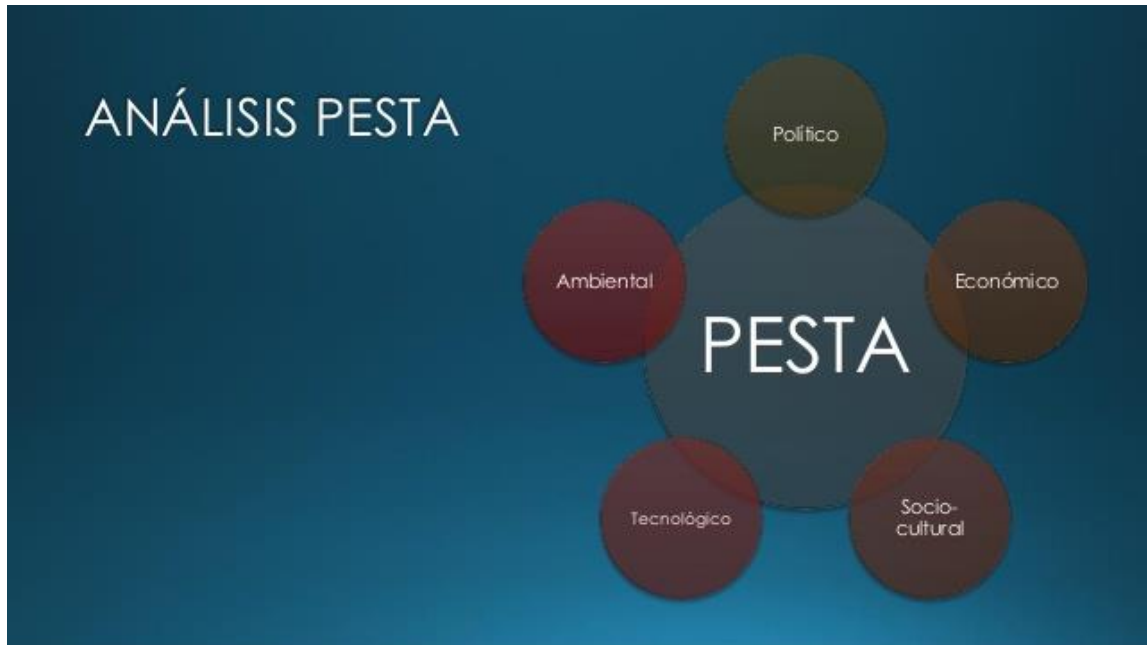 ANÁLISIS PESTA
Político
Económico
Socio-
cultural
Tecnológico
Ambiental
PESTA